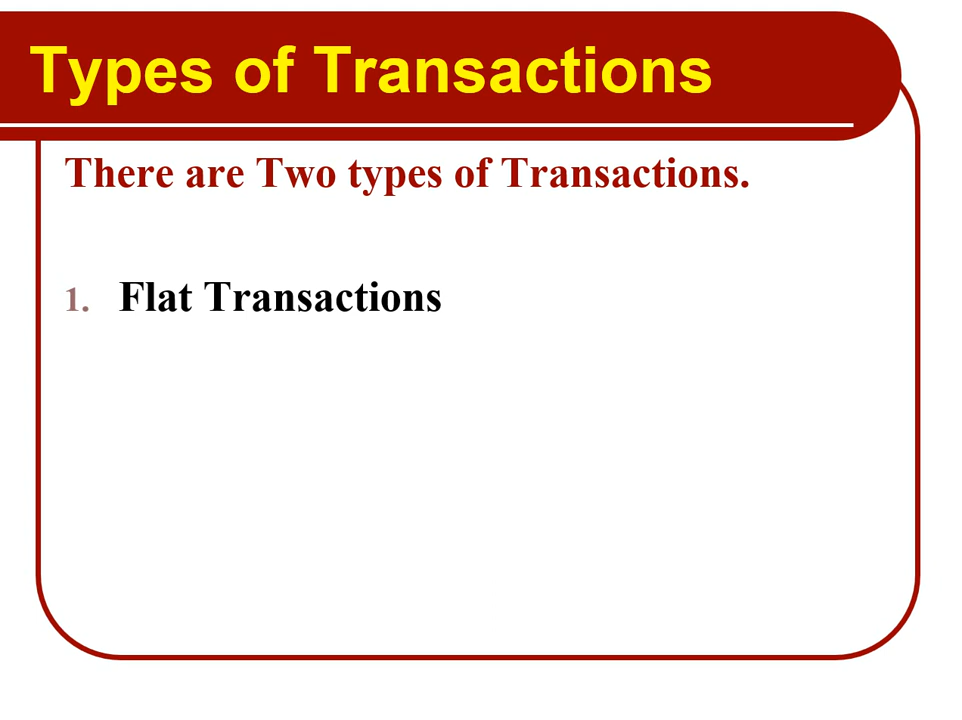 Types of Transactions
There are Two types of Transactions.
1. Flat Transactions